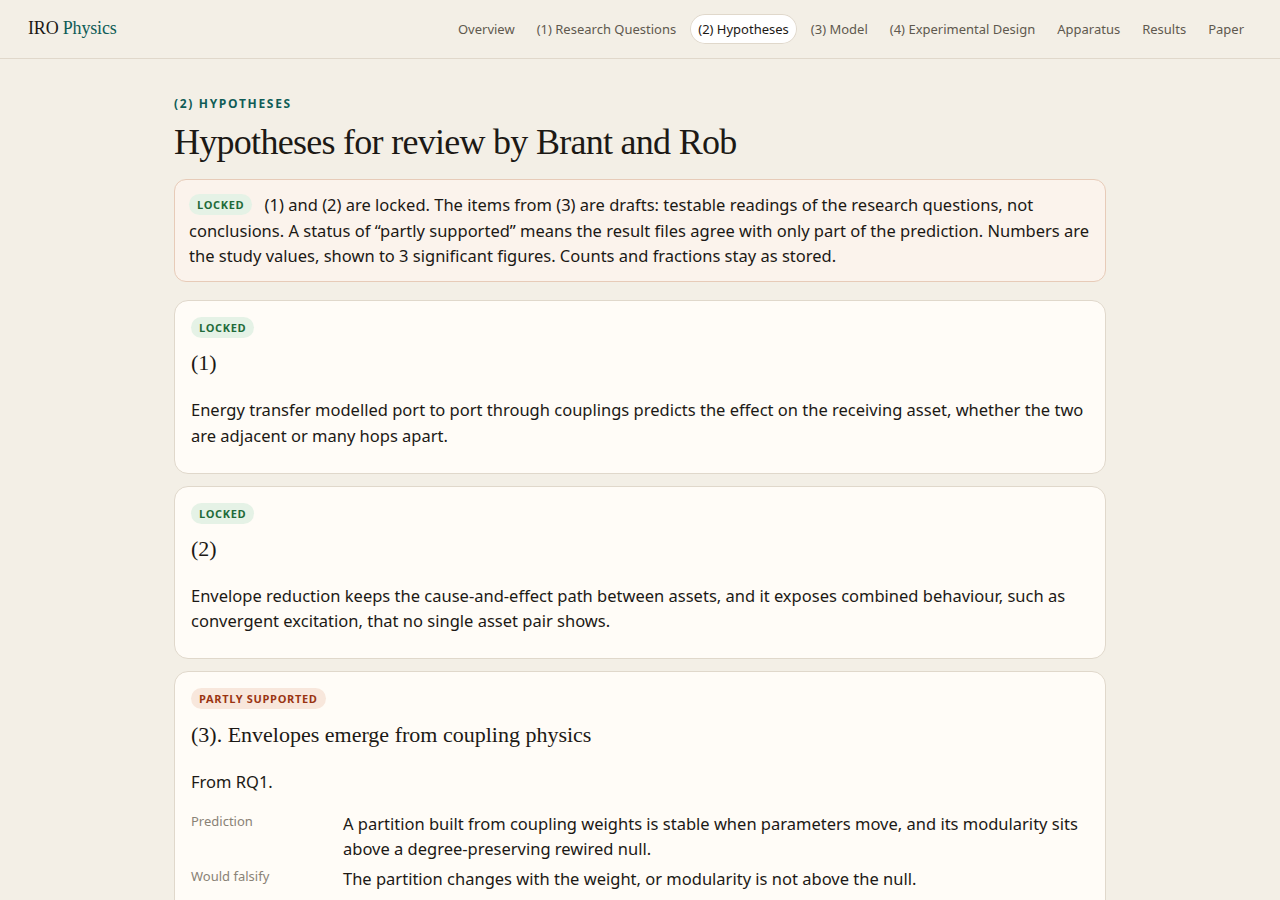 IRO Physics
Overview
(1) Research Questions
(2) Hypotheses
(3) Model
(4) Experimental Design
Apparatus
Results
Paper
(2) HYPOTHESES
Hypotheses for review by Brant and Rob
LOCKED (1) and (2) are locked. The items from (3) are drafts: testable readings of the research questions, not
conclusions. A status of “partly supported” means the result files agree with only part of the prediction. Numbers are
the study values, shown to 3 significant figures. Counts and fractions stay as stored.
LOCKED
(1)
Energy transfer modelled port to port through couplings predicts the effect on the receiving asset, whether the two
are adjacent or many hops apart.
LOCKED
(2)
Envelope reduction keeps the cause-and-effect path between assets, and it exposes combined behaviour, such as
convergent excitation, that no single asset pair shows.
PARTLY SUPPORTED
(3). Envelopes emerge from coupling physics
From RQ1.
Prediction
A partition built from coupling weights is stable when parameters move, and its modularity sits
above a degree-preserving rewired null.
Would falsify
The partition changes with the weight, or modularity is not above the null.